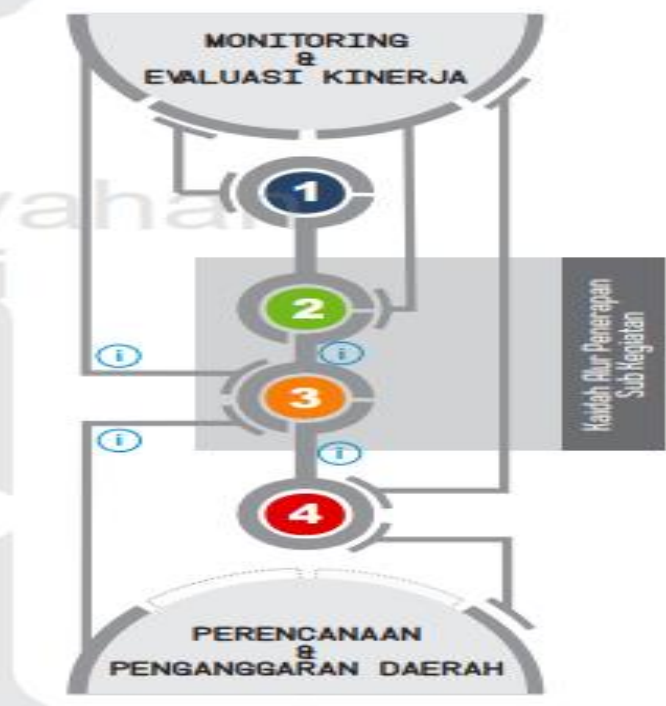 MONITORING
&
EVALUASI KINERJA
1
2
i
i
3
i
i
4
Kaidah Alur Penerapan
Sub Kegiatan
PERENCANAAN
&
PENGANGGARAN DAERAH